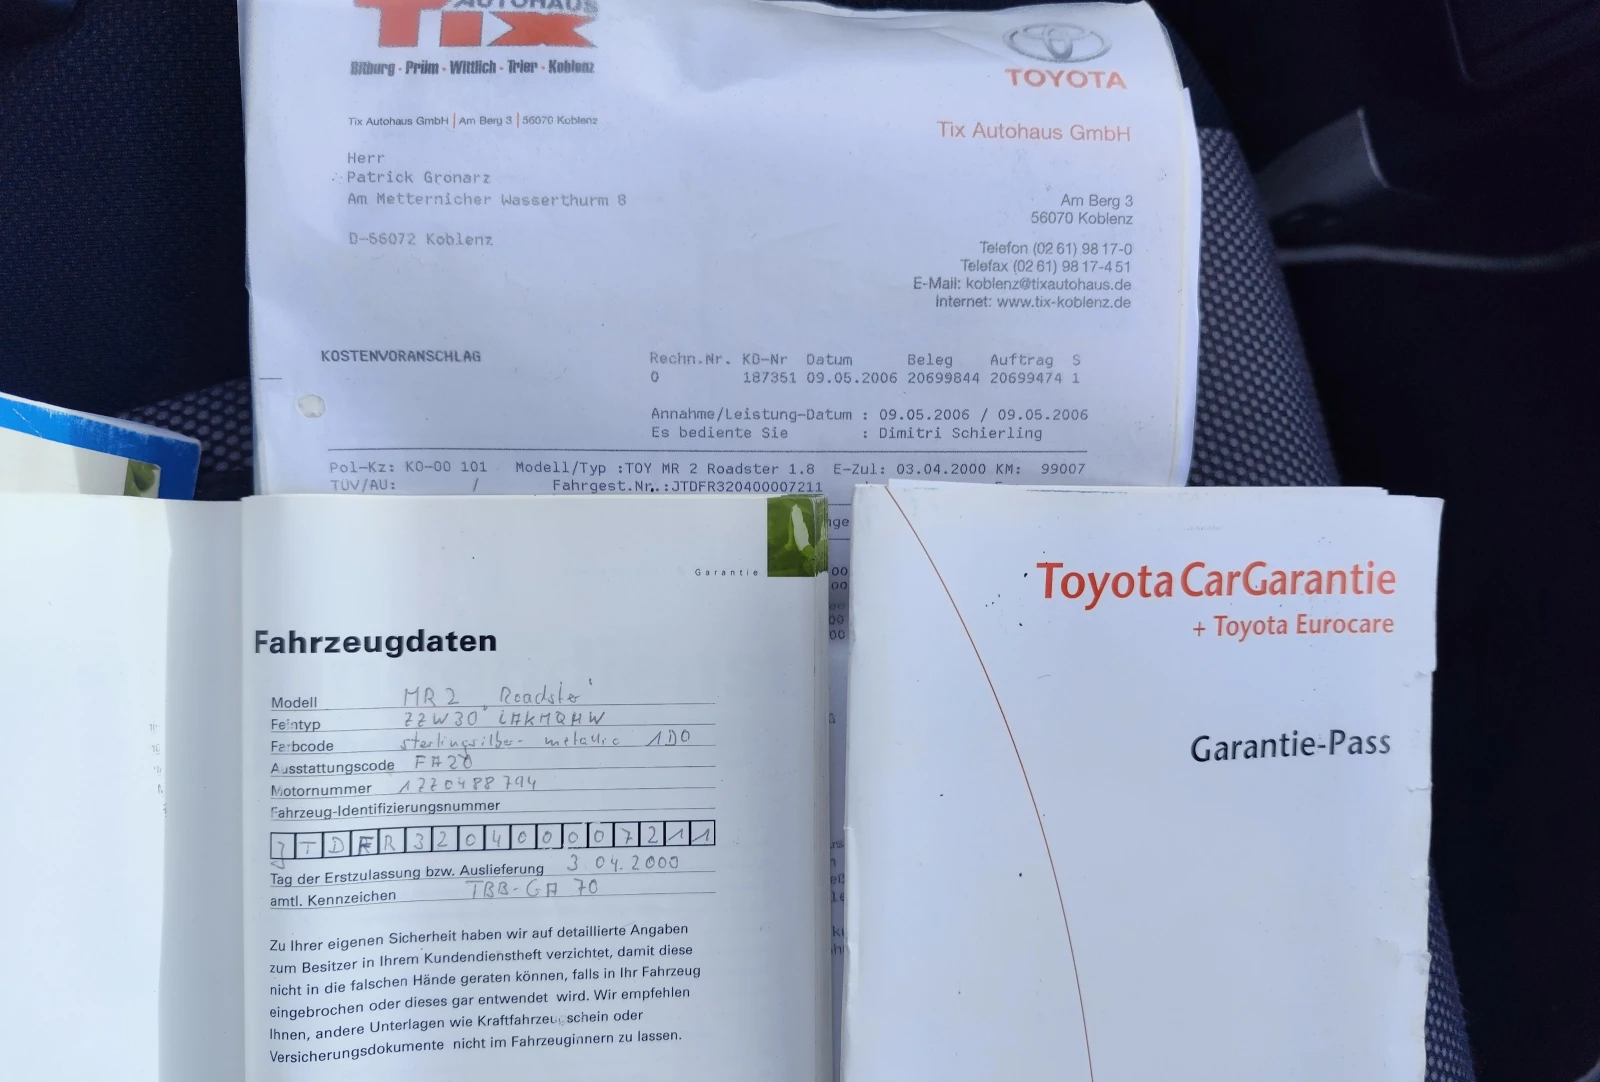 AUTOHAUS
Tix
Bitburg · Prüm · Wittlich · Trier · Koblenz
TOYOTA
Tix Autohaus GmbH | Am Berg 3 | 56070 Koblenz
Tix Autohaus GmbH
Herr
Patrick Gronarz
Am Metternicher Wasserthurm 8
D-56072 Koblenz
Am Berg 3
56070 Koblenz
Telefon (02 61) 98 17-0
Telefax (02 61) 98 17-4 51
E-Mail: koblenz@tixautohaus.de
Internet: www.tix-koblenz.de
KOSTENVORANSCHLAG
Rechn.Nr. KD-Nr Datum Beleg Auftrag S
0 187351 09.05.2006 20699844 20699474 1
Annahme/Leistung-Datum : 09.05.2006 / 09.05.2006
Es bediente Sie : Dimitri Schierling
Pol-Kz: KO-OO 101 Modell/Typ :TOY MR 2 Roadster 1.8 E-Zul: 03.04.2000 KM: 99007
TÜV/AU: / Fahrgest.Nr.:JTDFR320400007211
Garantie
Fahrzeugdaten
Modell MR2 „Roadster"
Feintyp ZZW30
Farbcode sterlingsilber-metallic 1D0
Ausstattungscode FA20
Motornummer 1ZZ0488794
Fahrzeug-Identifizierungsnummer
JTDFR320400007211
Tag der Erstzulassung bzw. Auslieferung 3.04.2000
amtl. Kennzeichen TBB-GA 70
Zu Ihrer eigenen Sicherheit haben wir auf detaillierte Angaben
zum Besitzer in Ihrem Kundendienstheft verzichtet, damit diese
nicht in die falschen Hände geraten können, falls in Ihr Fahrzeug
eingebrochen oder dieses gar entwendet wird. Wir empfehlen
Ihnen, andere Unterlagen wie Kraftfahrzeugschein oder
Versicherungsdokumente nicht im Fahrzeuginnern zu lassen.
Toyota CarGarantie
+ Toyota Eurocare
Garantie-Pass